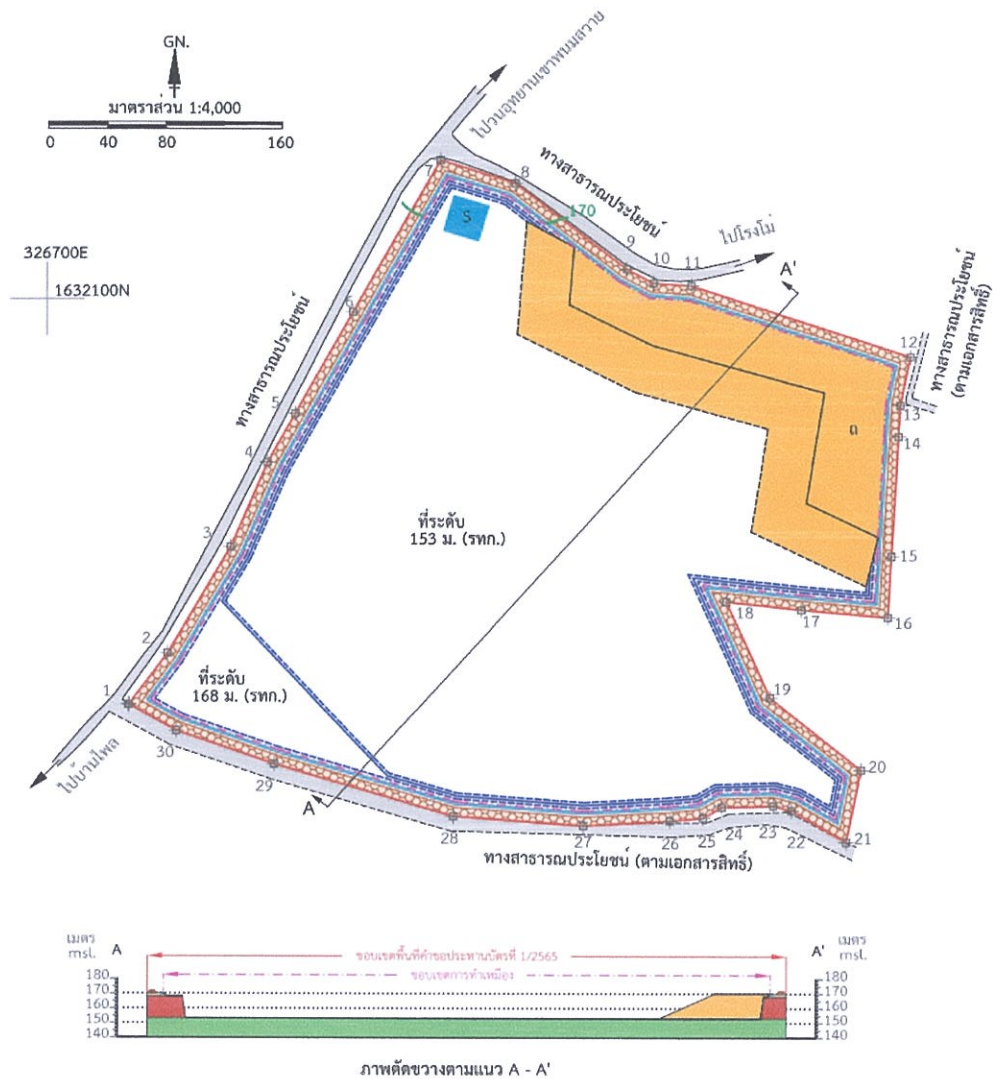 GN.
มาตราส่วน 1:4,000
0 40 80 160
ไปวนอุทยานเขาพนมสวาย
326700E
1632100N
ทางสาธารณประโยชน์
ไปโรงโม่
ทางสาธารณประโยชน์
(ตามเอกสารสิทธิ์)
ทางสาธารณประโยชน์
170
S
A'
7
8
9
10
11
12
13
14
6
5
4
3
2
1
ถ
ที่ระดับ
153 ม. (รทก.)
15
16
17
18
19
20
21
ที่ระดับ
168 ม. (รทก.)
ไปบ้านไพล
30
29
A
28
27
26
25
24
23
22
ทางสาธารณประโยชน์ (ตามเอกสารสิทธิ์)
เมตร
msl.
A
ขอบเขตพื้นที่คำขอประทานบัตรที่ 1/2565
ขอบเขตการทำเหมือง
A'
เมตร
msl.
180
170
160
150
140
180
170
160
150
140
ภาพตัดขวางตามแนว A - A'